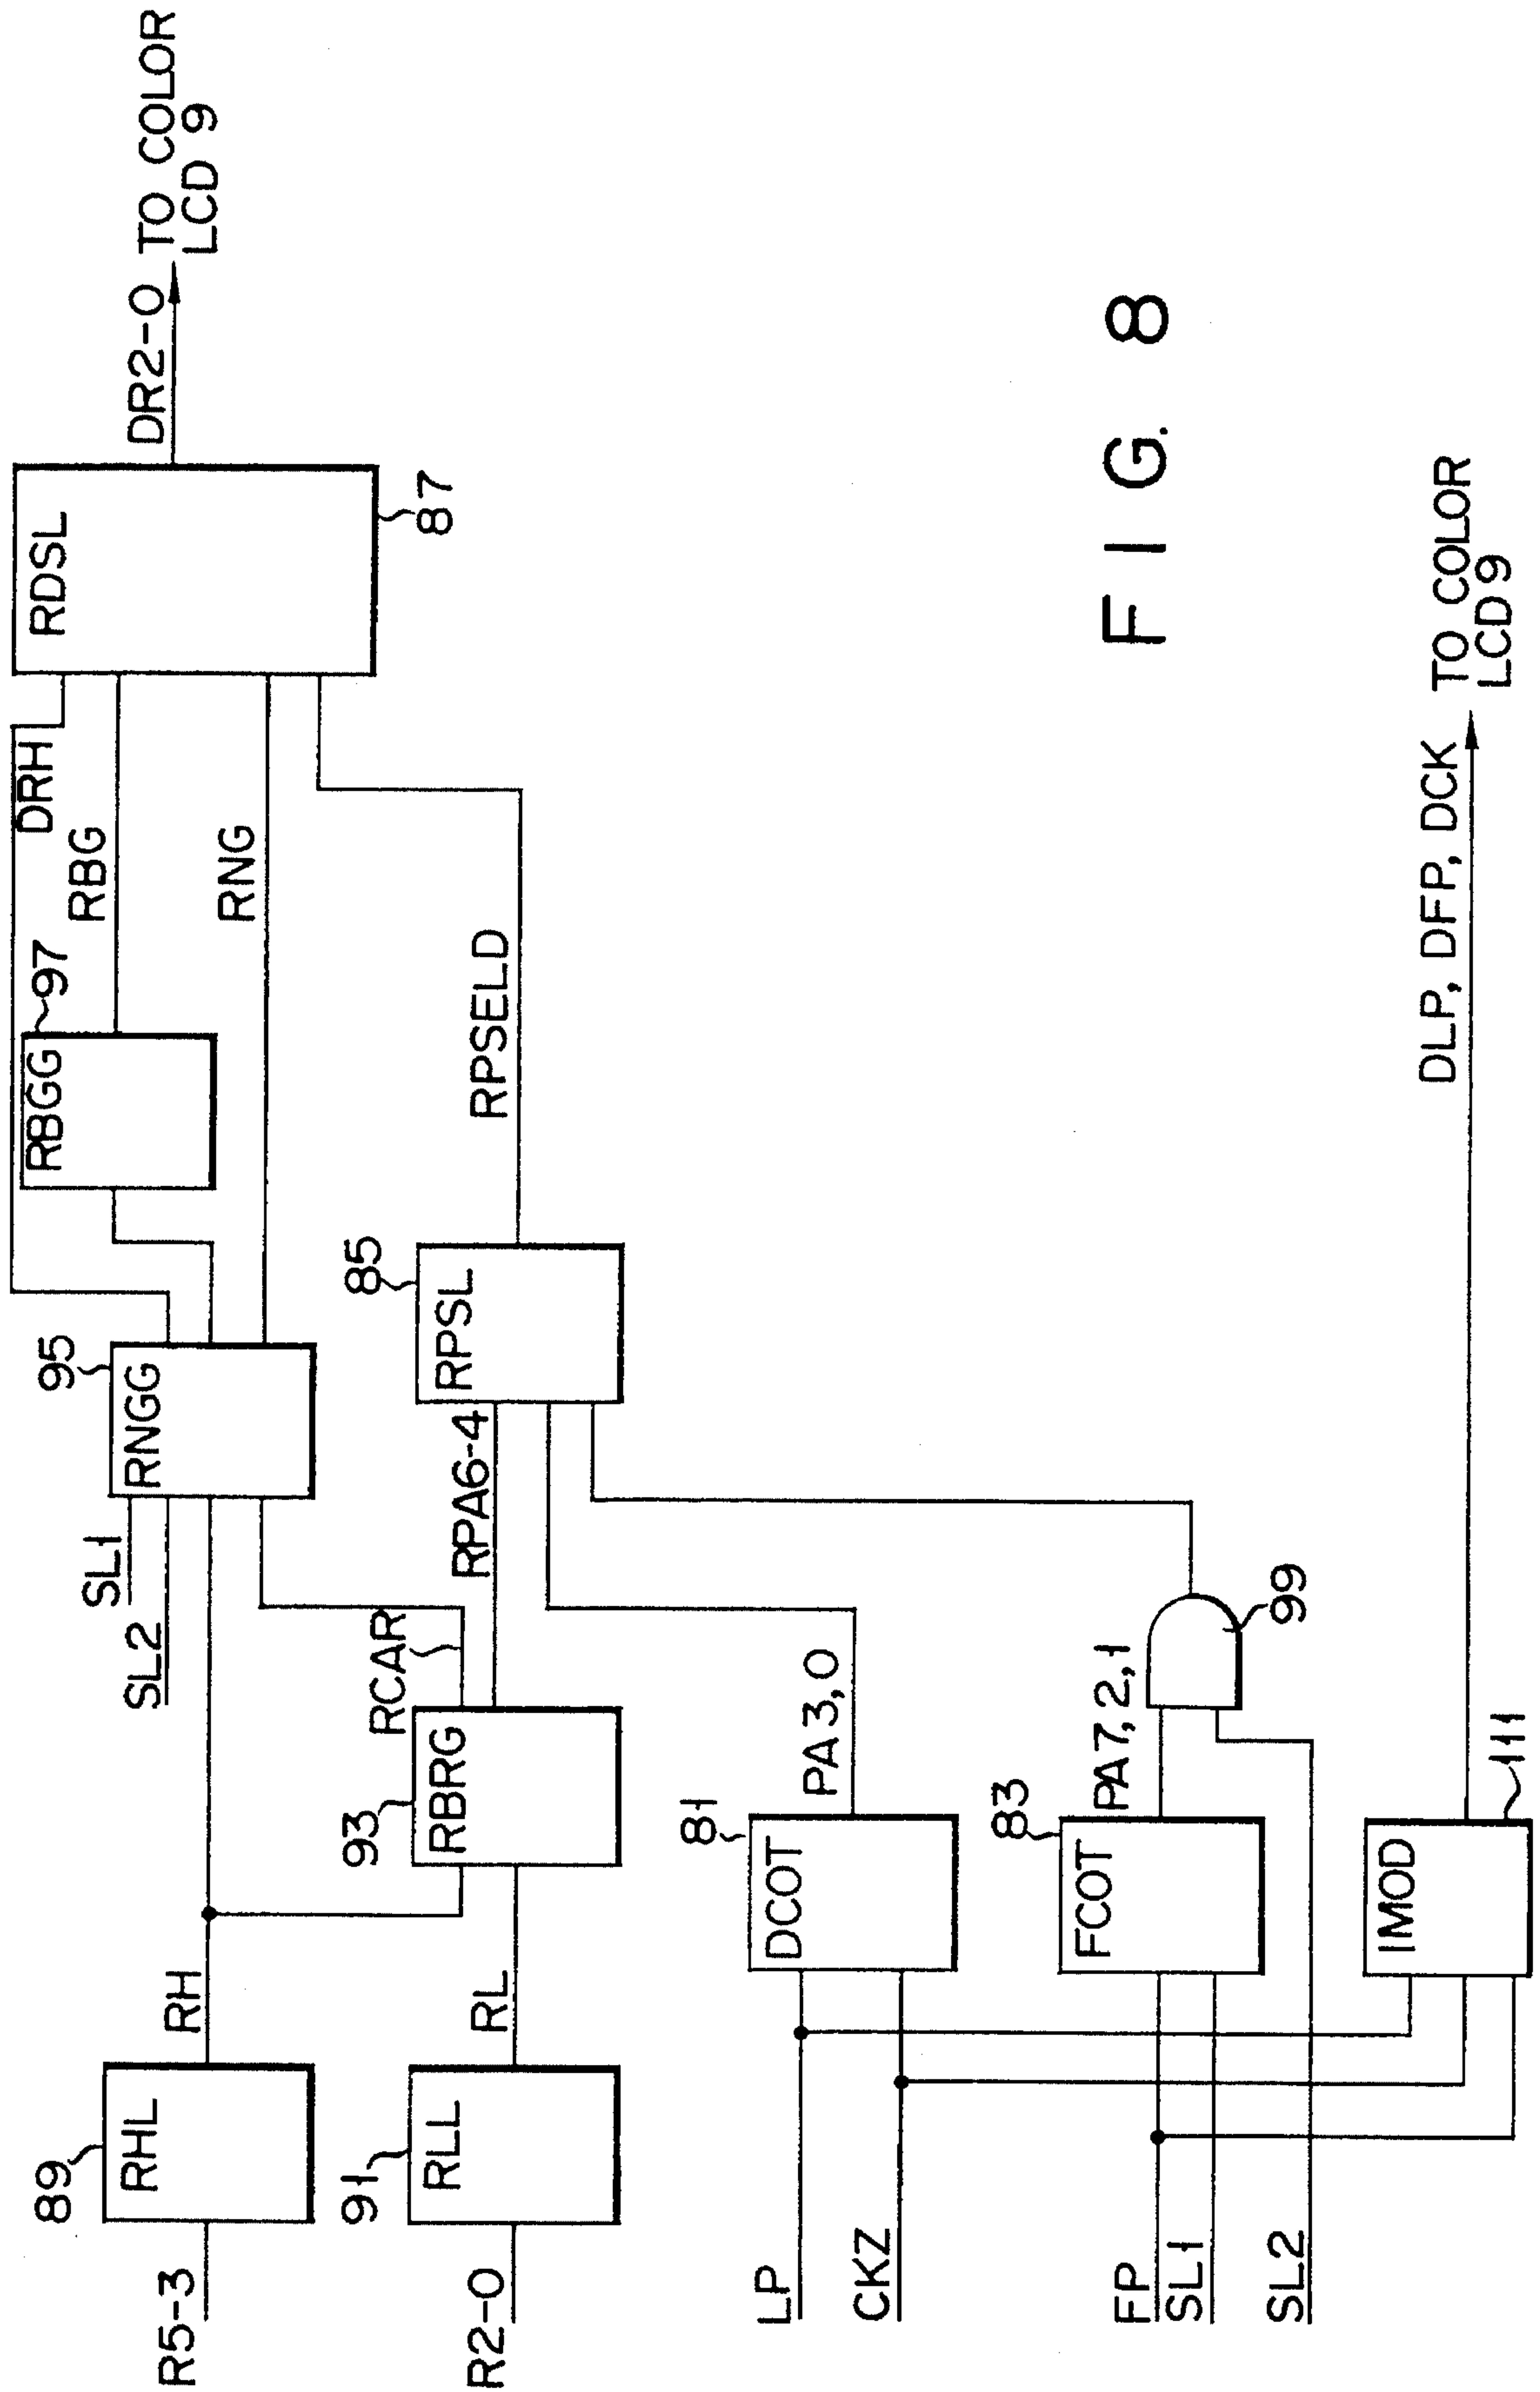 R5-3
89
RHL
RH
SL1
SL2
95
RNGG
RBGG
97
DRH
RBG
RNG
RDSL
87
DR2-0
TO COLOR
LCD 9
R2-0
91
RLL
RL
93
RBRG
RCAR
RPA6-4
85
RPSL
RPSELD
LP
CKZ
81
DCOT
PA3,0
FP
SL1
SL2
83
FCOT
PA7,2,1
99
IMOD
111
DLP, DFP, DCK
TO COLOR
LCD9
FIG. 8